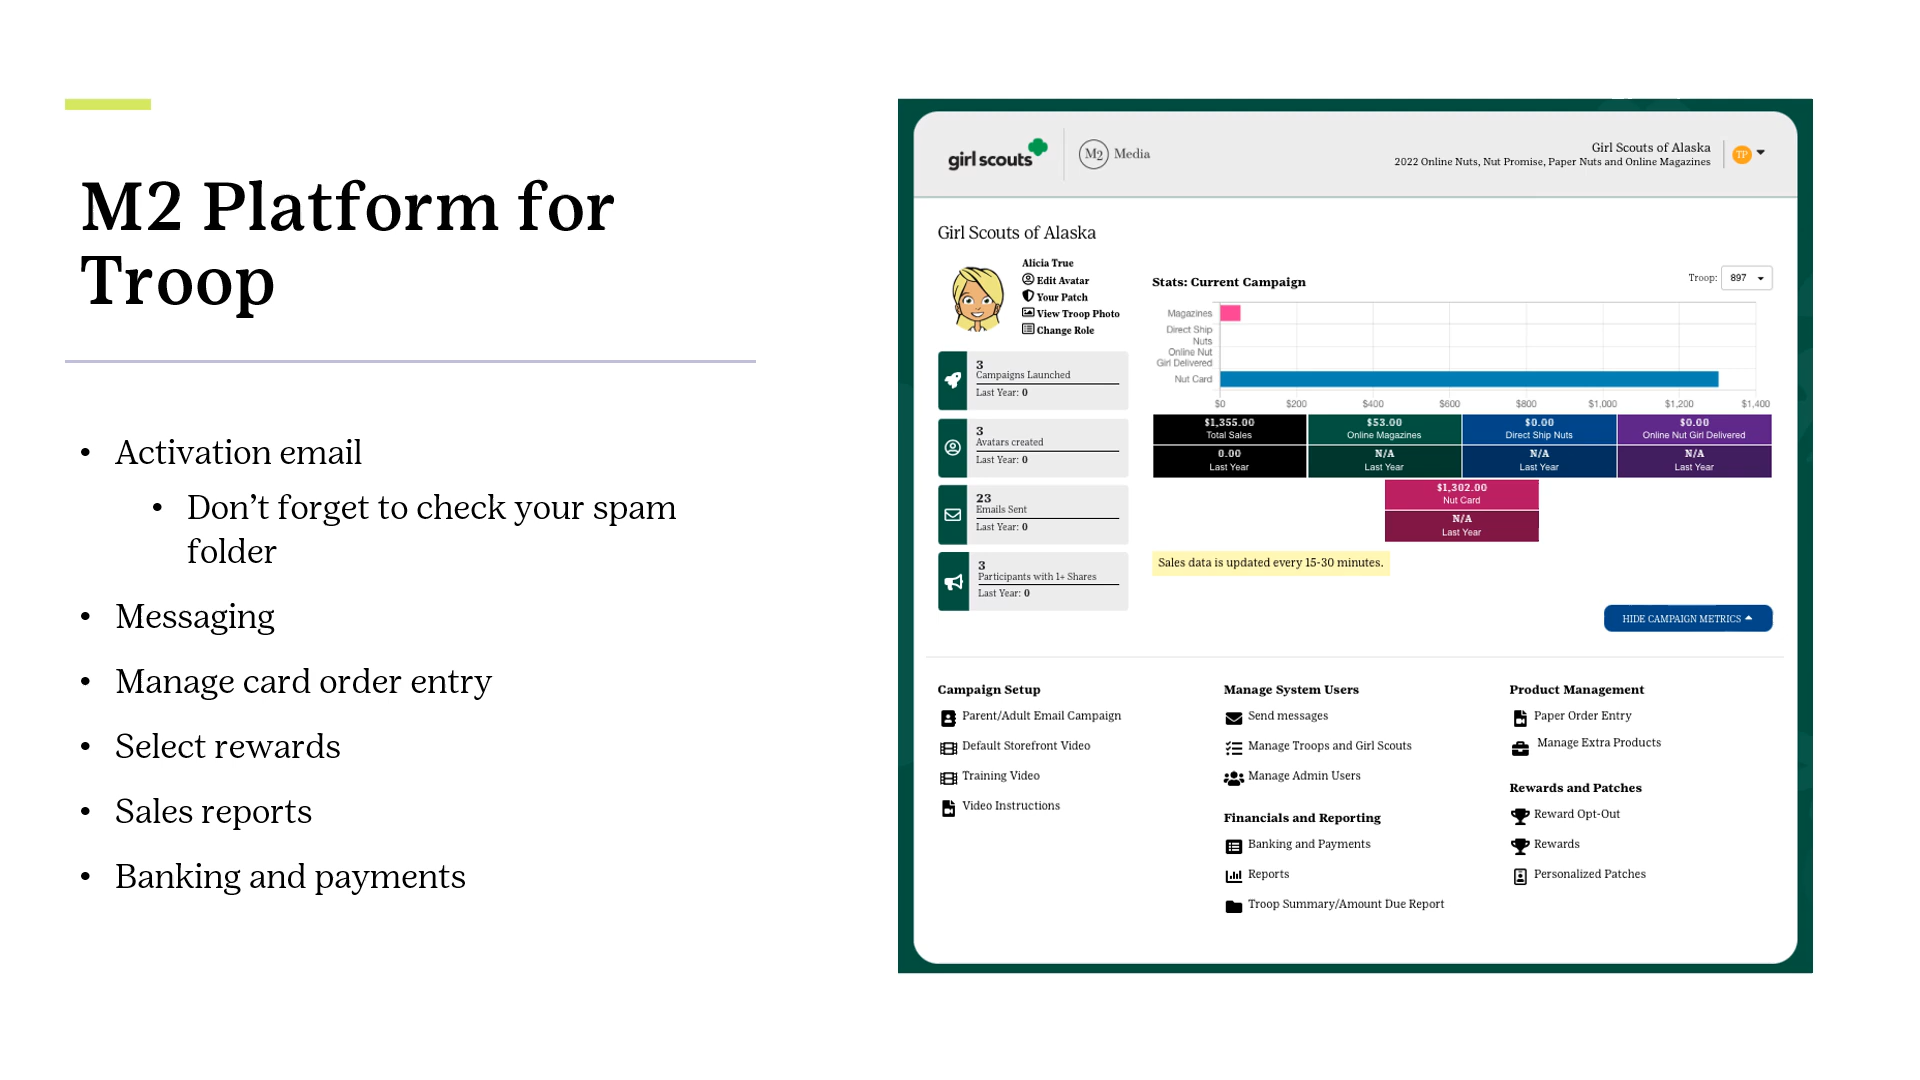 M2 Platform for
Troop
• Activation email
• Don’t forget to check your spam
folder
• Messaging
• Manage card order entry
• Select rewards
• Sales reports
• Banking and payments
girl scouts
M2 Media
Girl Scouts of Alaska
2022 Online Nuts, Nut Promise, Paper Nuts and Online Magazines
TP
Girl Scouts of Alaska
Alicia True
Edit Avatar
Your Patch
View Troop Photo
Change Role
3
Campaigns Launched
Last Year: 0
3
Avatars created
Last Year: 0
23
Emails Sent
Last Year: 0
3
Participants with 1+ Shares
Last Year: 0
Stats: Current Campaign
Troop: 897
Magazines
Direct Ship
Nuts
Online Nut
Girl Delivered
Nut Card
$0 $200 $400 $600 $800 $1,000 $1,200 $1,400
$1,355.00 $53.00 $0.00 $0.00
Total Sales Online Magazines Direct Ship Nuts Online Nut Girl Delivered
0.00 N/A N/A N/A
Last Year Last Year Last Year Last Year
$1,302.00
Nut Card
N/A
Last Year
Sales data is updated every 15-30 minutes.
HIDE CAMPAIGN METRICS
Campaign Setup
Parent/Adult Email Campaign
Default Storefront Video
Training Video
Video Instructions
Manage System Users
Send messages
Manage Troops and Girl Scouts
Manage Admin Users
Financials and Reporting
Banking and Payments
Reports
Troop Summary/Amount Due Report
Product Management
Paper Order Entry
Manage Extra Products
Rewards and Patches
Reward Opt-Out
Rewards
Personalized Patches